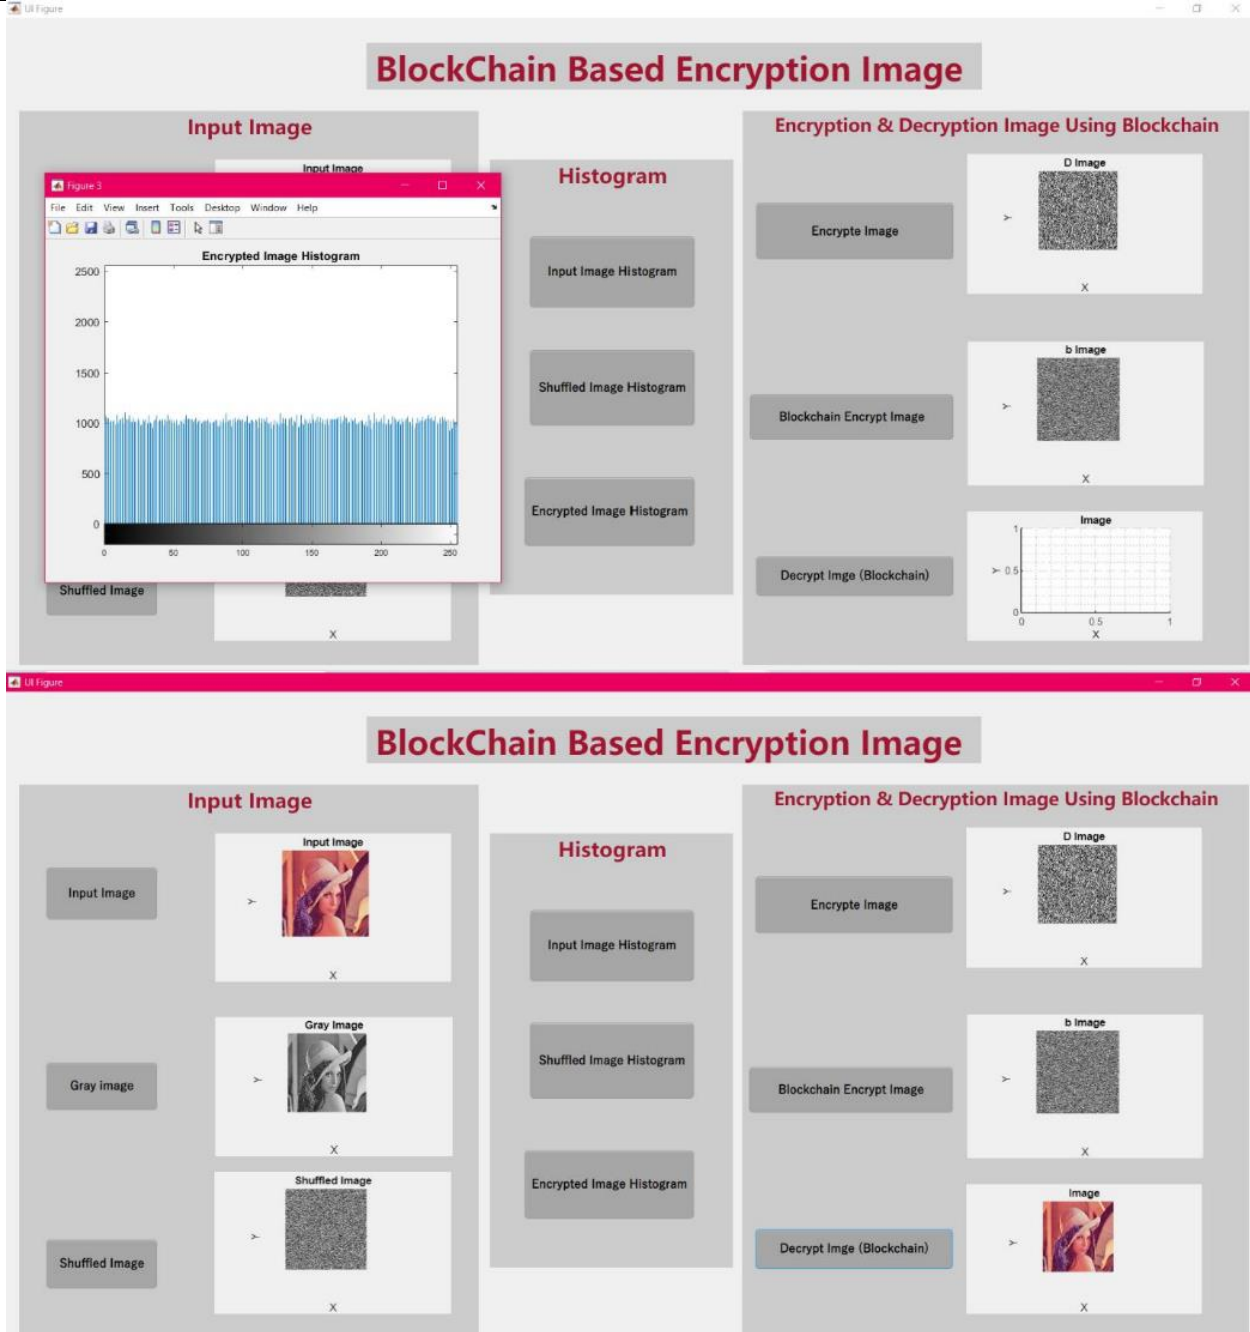 UI Figure
BlockChain Based Encryption Image
Input Image
Input Image
Figure 3
File Edit View Insert Tools Desktop Window Help
Encrypted Image Histogram
2500
2000
1500
1000
500
0
0 50 100 150 200 250
Shuffled Image
X
Histogram
Input Image Histogram
Shuffled Image Histogram
Encrypted Image Histogram
Encryption & Decryption Image Using Blockchain
Encrypte Image
D Image
Y
X
Blockchain Encrypt Image
b Image
Y
X
Decrypt Imge (Blockchain)
Image
1
Y 0.5
0
0 0.5 1
X
UI Figure
BlockChain Based Encryption Image
Input Image
Input Image
Input Image
Y
X
Gray image
Gray Image
Y
X
Shuffled Image
Shuffled Image
Y
X
Histogram
Input Image Histogram
Shuffled Image Histogram
Encrypted Image Histogram
Encryption & Decryption Image Using Blockchain
Encrypte Image
D Image
Y
X
Blockchain Encrypt Image
b Image
Y
X
Decrypt Imge (Blockchain)
Image
Y
X